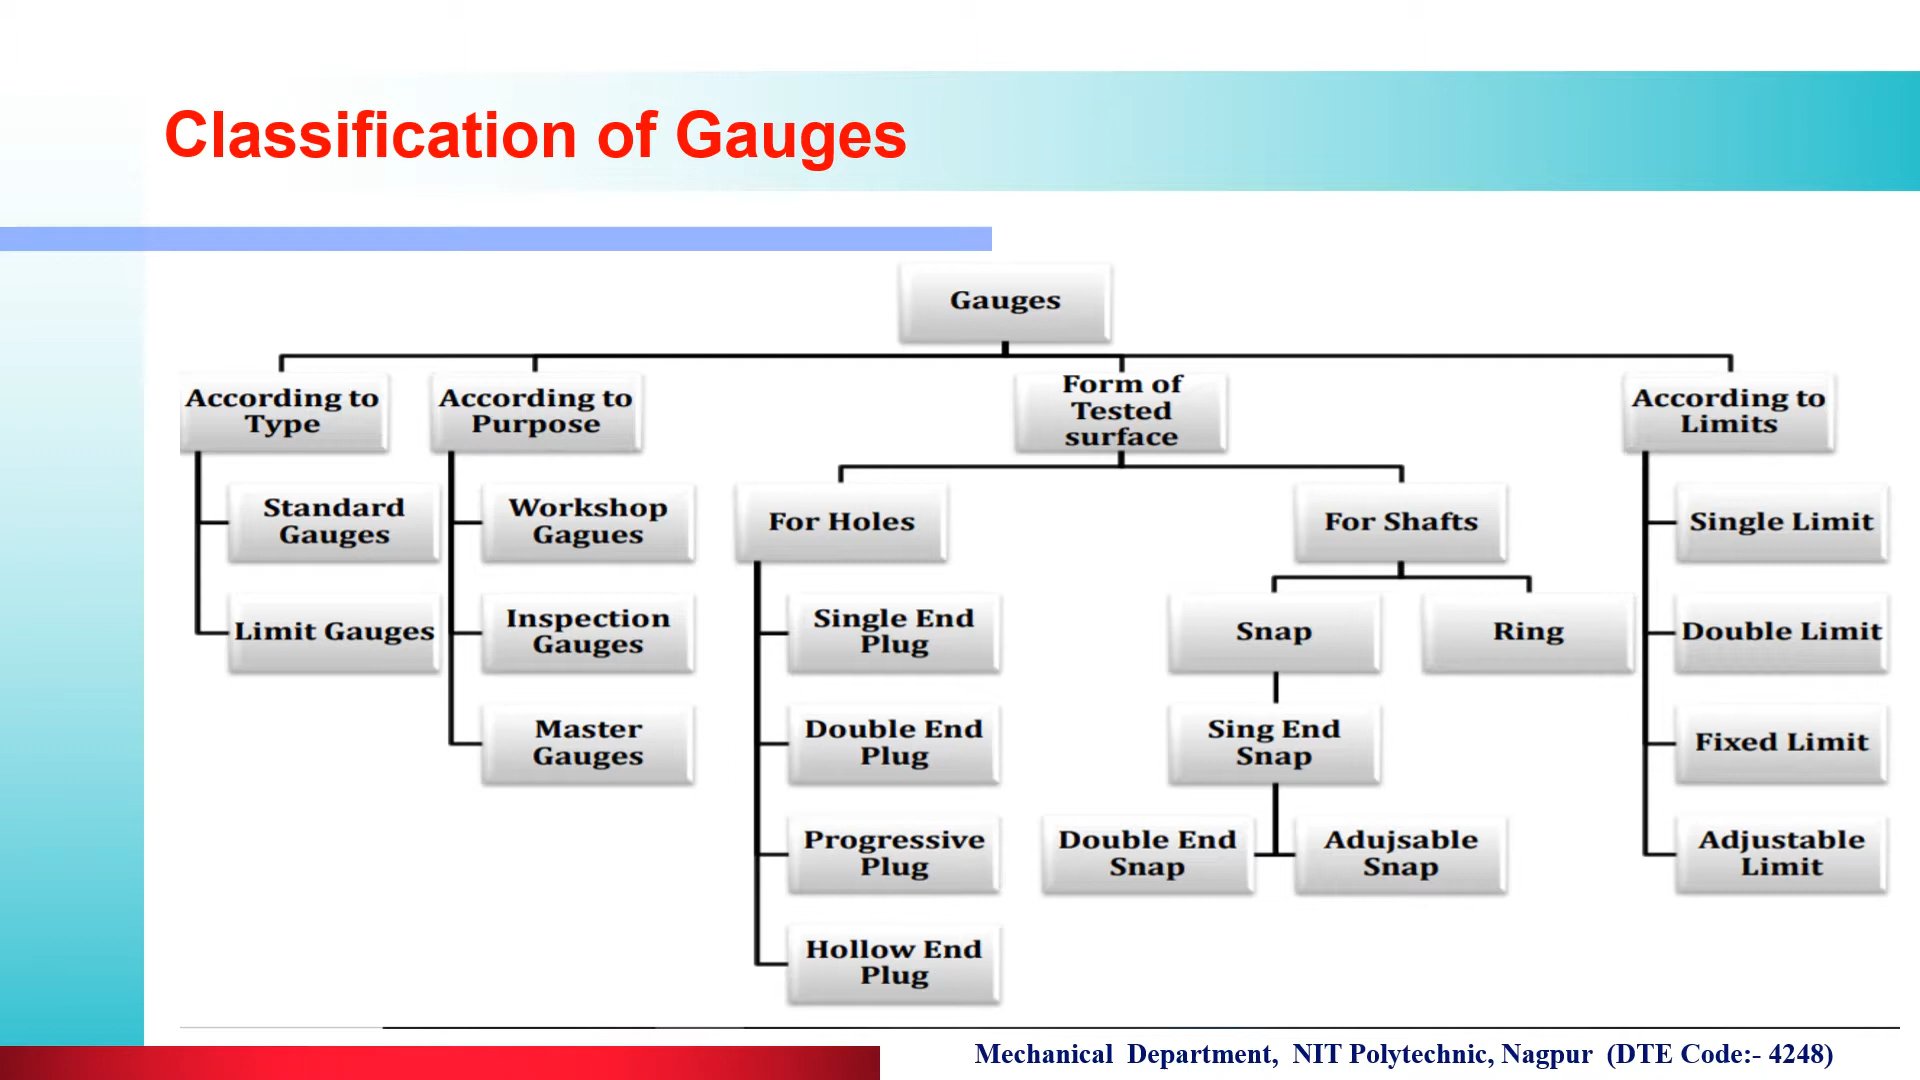 Classification of Gauges
Gauges
According to
Type
According to
Purpose
Form of
Tested
surface
According to
Limits
Standard
Gauges
Limit Gauges
Workshop
Gagues
Inspection
Gauges
Master
Gauges
For Holes
Single End
Plug
Double End
Plug
Progressive
Plug
Hollow End
Plug
For Shafts
Snap
Ring
Sing End
Snap
Double End
Snap
Adujsable
Snap
Single Limit
Double Limit
Fixed Limit
Adjustable
Limit
Mechanical Department, NIT Polytechnic, Nagpur (DTE Code:- 4248)